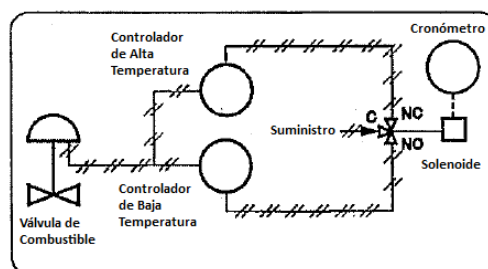 Controlador
de Alta
Temperatura
Cronómetro
C
NC
Suministro
NO
Solenoide
Controlador
de Baja
Temperatura
Válvula de
Combustible